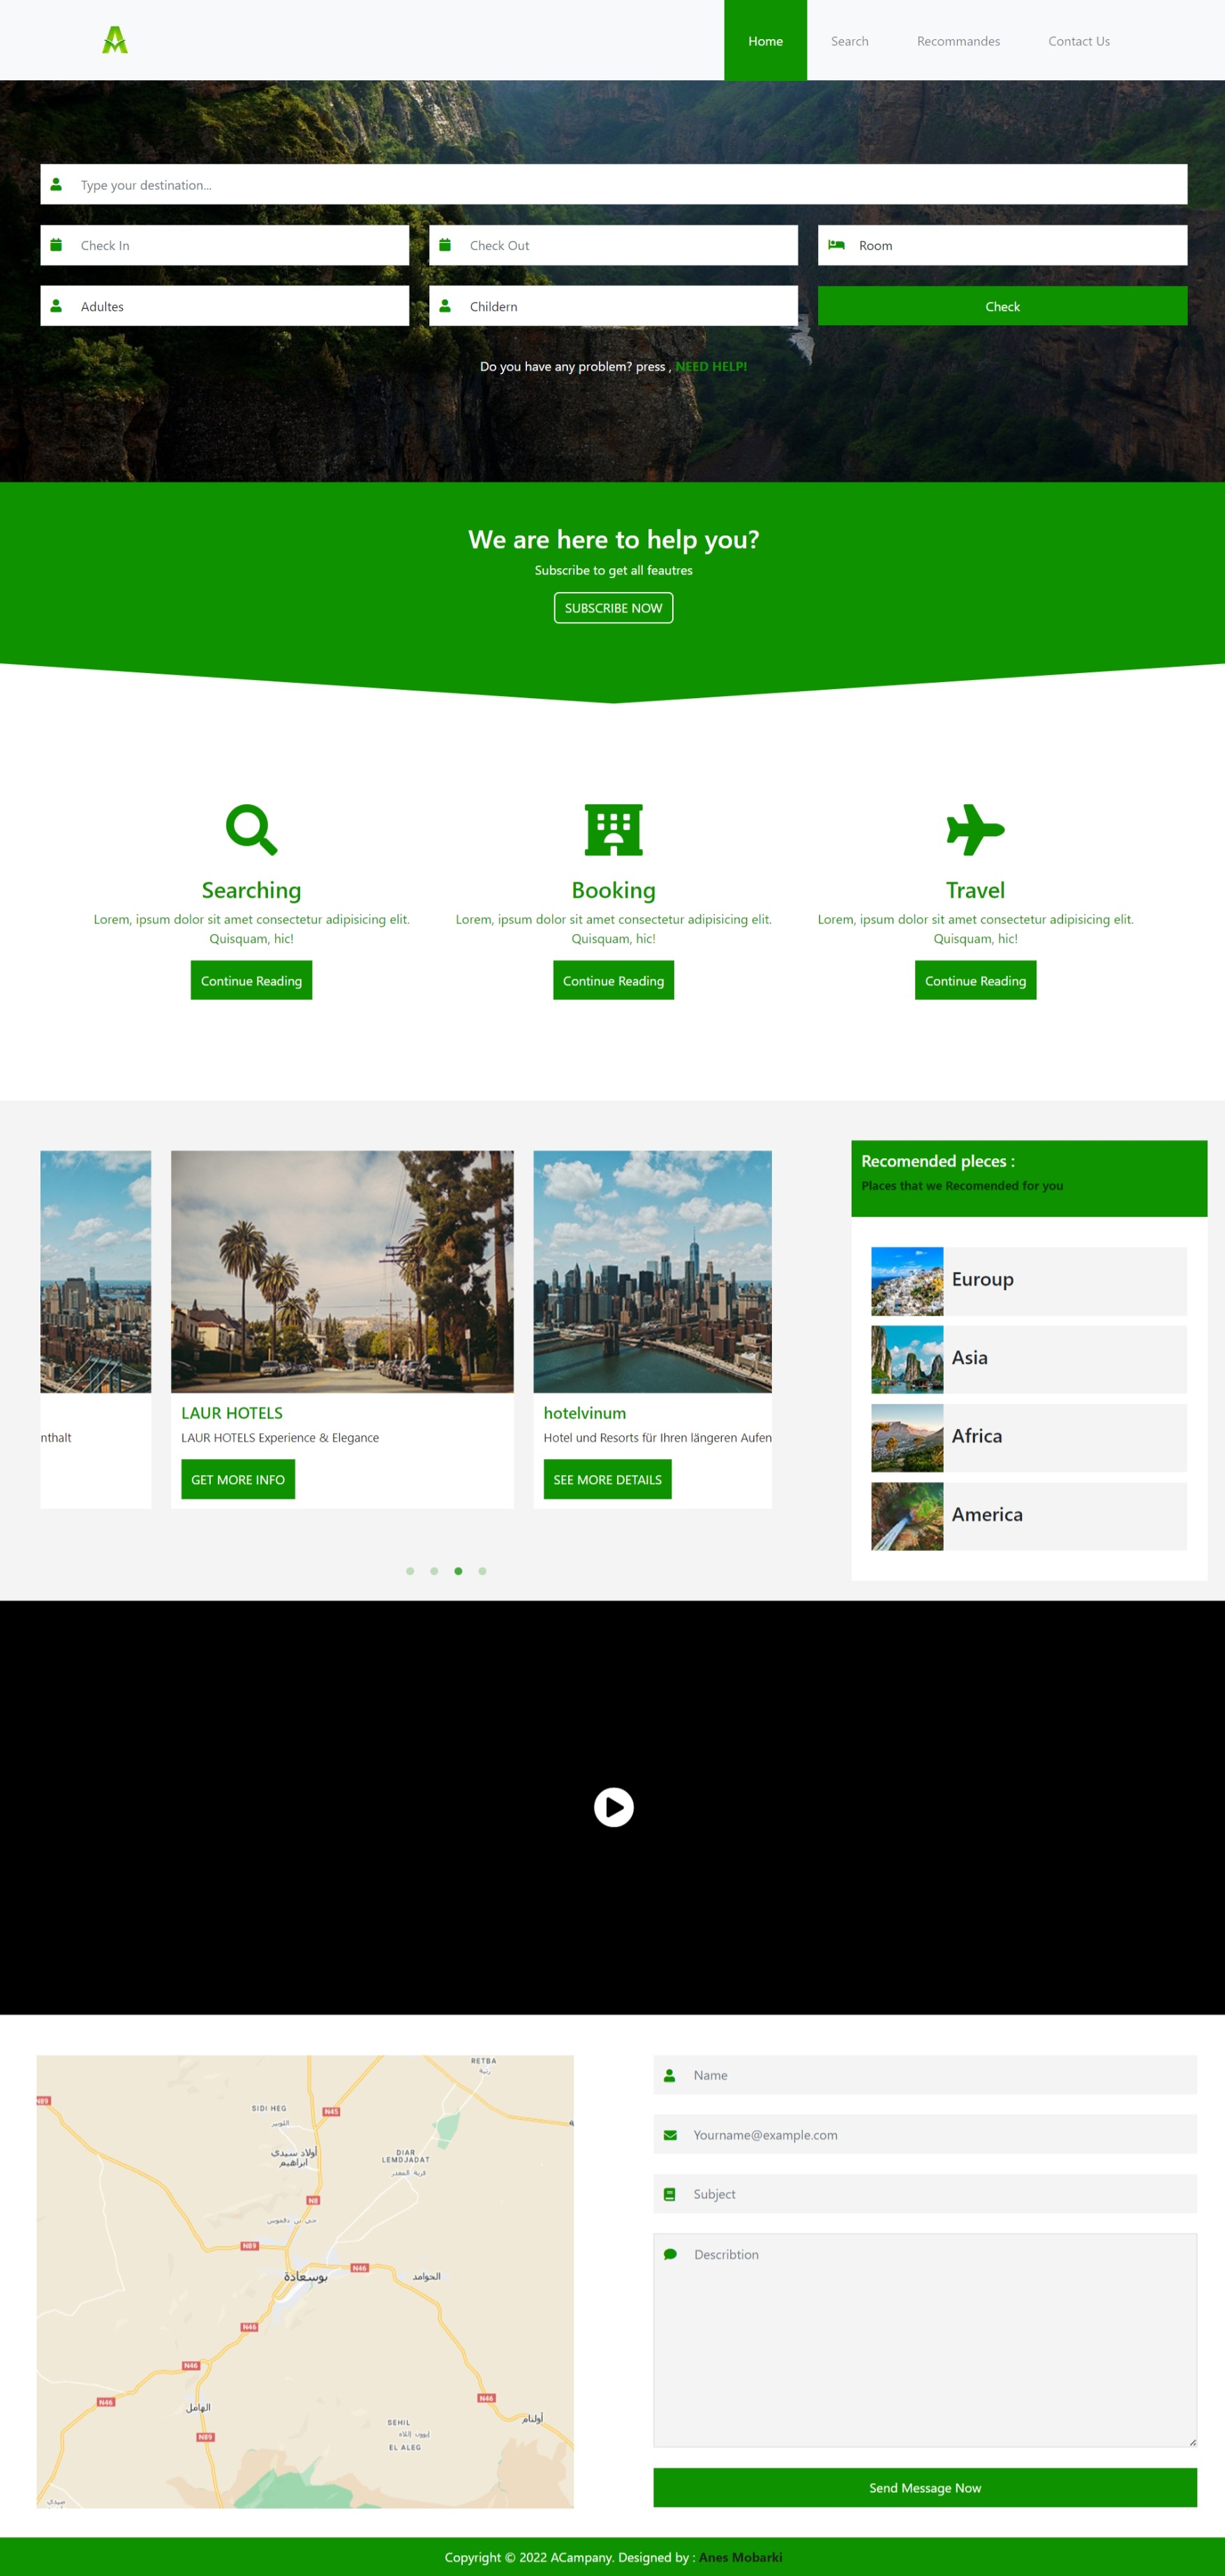 Home
Search
Recommandes
Contact Us
Type your destination...
Check In
Check Out
Room
Adultes
Childern
Check
Do you have any problem? press , NEED HELP!
We are here to help you?
Subscribe to get all feautres
SUBSCRIBE NOW
Searching
Lorem, ipsum dolor sit amet consectetur adipisicing elit.
Quisquam, hic!
Continue Reading
Booking
Lorem, ipsum dolor sit amet consectetur adipisicing elit.
Quisquam, hic!
Continue Reading
Travel
Lorem, ipsum dolor sit amet consectetur adipisicing elit.
Quisquam, hic!
Continue Reading
nthalt
LAUR HOTELS
LAUR HOTELS Experience & Elegance
GET MORE INFO
hotelvinum
Hotel und Resorts für Ihren längeren Aufen
SEE MORE DETAILS
Recomended pleces :
Places that we Recomended for you
Euroup
Asia
Africa
America
RETBA
رتبة
N89
SIDI HEG
N45
أولاد سيدي
ابراهيم
DIAR
LEMDJADAT
N8
N89
N46
بوسعادة
الحوامد
N46
N46
N46
N46
الهامل
أولتام
N89
SEHIL
EL ALEG
Name
Yourname@example.com
Subject
Describtion
Send Message Now
Copyright © 2022 ACampany. Designed by : Anes Mobarki